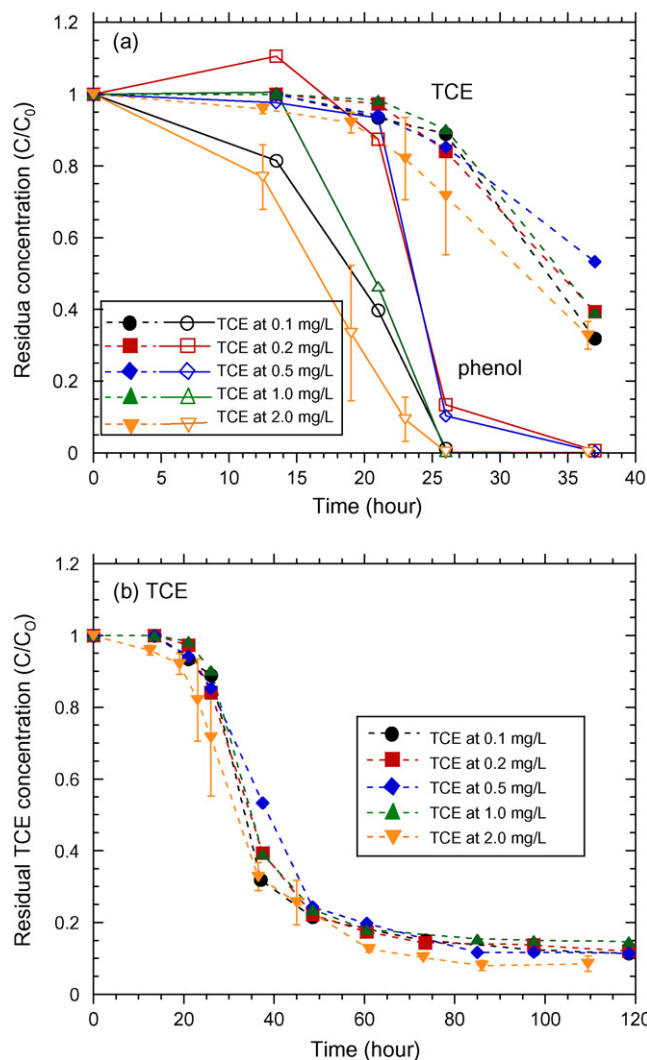 (a)
TCE
phenol
TCE at 0.1 mg/L
TCE at 0.2 mg/L
TCE at 0.5 mg/L
TCE at 1.0 mg/L
TCE at 2.0 mg/L
Residua concentration (C/C0)
1.2
1
0.8
0.6
0.4
0.2
0
0 5 10 15 20 25 30 35 40
Time (hour)
(b) TCE
TCE at 0.1 mg/L
TCE at 0.2 mg/L
TCE at 0.5 mg/L
TCE at 1.0 mg/L
TCE at 2.0 mg/L
Residual TCE concentration (C/CO)
1.2
1
0.8
0.6
0.4
0.2
0
0 20 40 60 80 100 120
Time (hour)